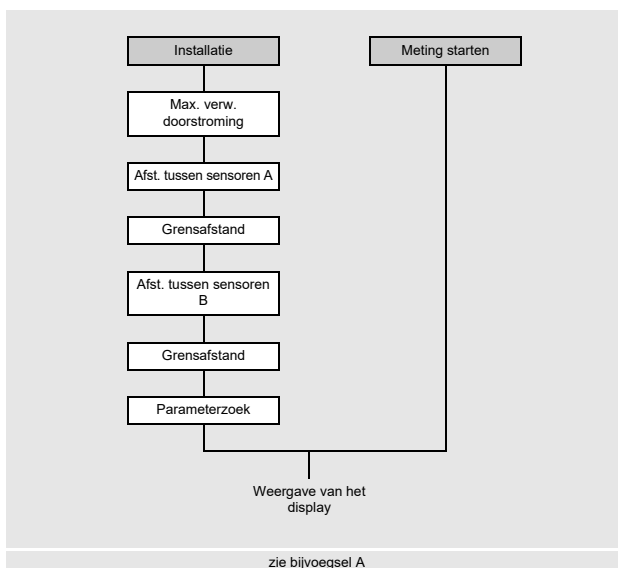 Installatie
Meting starten
Max. verw.
doorstroming
Afst. tussen sensoren A
Grensafstand
Afst. tussen sensoren
B
Grensafstand
Parameterzoek
Weergave van het
display
zie bijvoegsel A